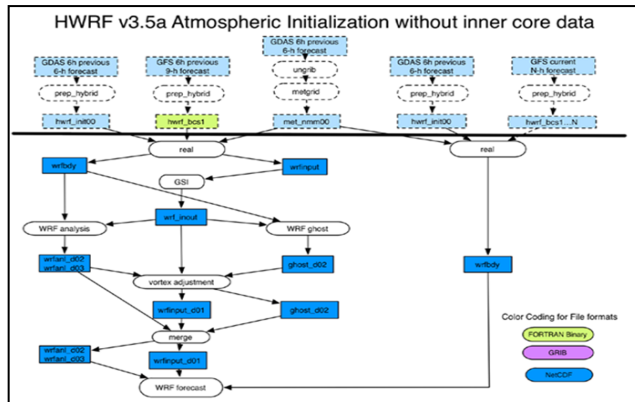 HWRF v3.5a Atmospheric Initialization without inner core data
GDAS 6h previous
6-h forecast
GFS 6h previous
9-h forecast
GDAS 6h previous
6-h forecast
GDAS 6h previous
6-h forecast
GFS current
N-h forecast
ungrib
prep_hybrid
prep_hybrid
metgrid
prep_hybrid
prep_hybrid
hwrf_init00
hwrf_bcs1
met_nmm00
hwrf_init00
hwrf_bcs1...N
real
real
wrfbdy
wrfinput
GSI
wrf_inout
WRF analysis
WRF ghost
wrfanl_d02
wrfanl_d03
ghost_d02
wrfbdy
vortex adjustment
wrfinput_d01
ghost_d02
merge
wrfanl_d02
wrfanl_d03
wrfinput_d01
WRF forecast
Color Coding for File formats
FORTRAN Binary
GRIB
NetCDF